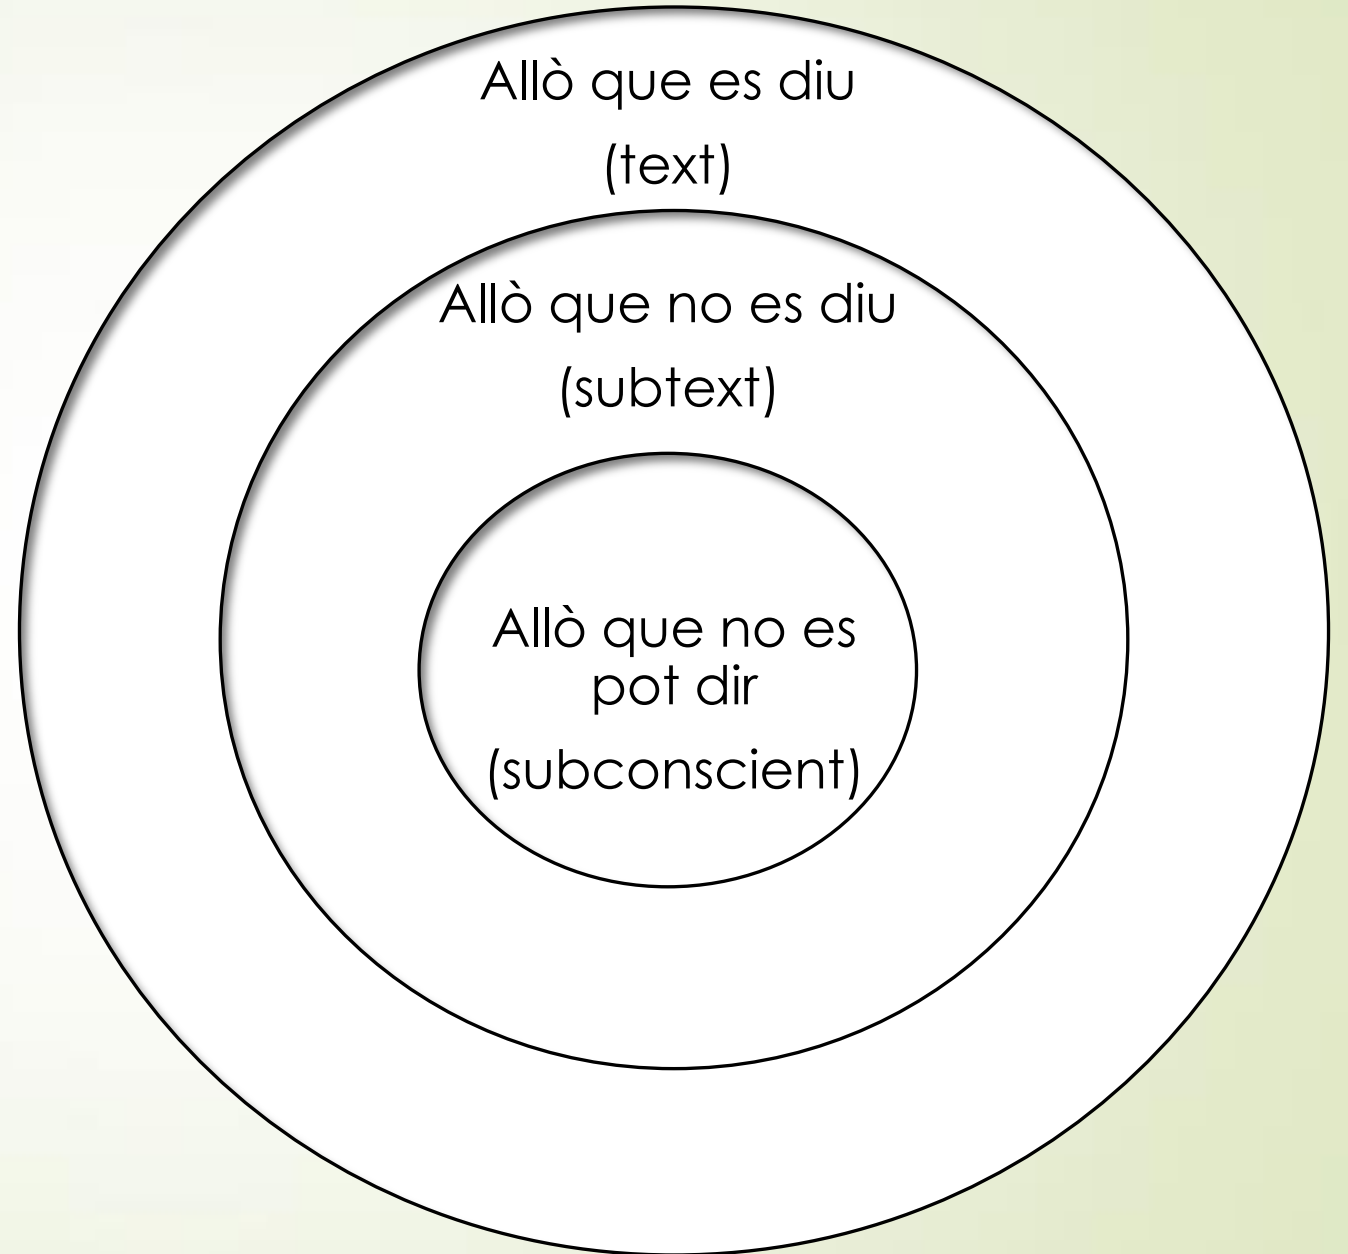 Allò que es diu
(text)
Allò que no es diu
(subtext)
Allò que no es
pot dir
(subconscient)